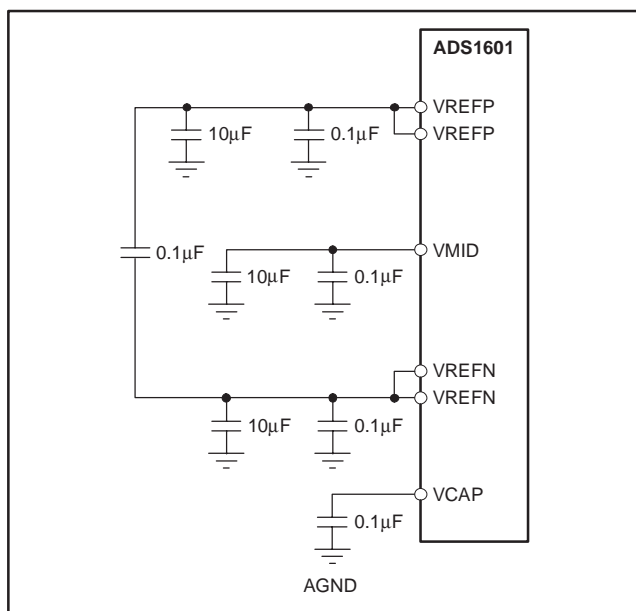 ADS1601
VREFP
10µF
0.1µF
VREFP
0.1µF
VMID
10µF
0.1µF
VREFN
VREFN
10µF
0.1µF
VCAP
0.1µF
AGND